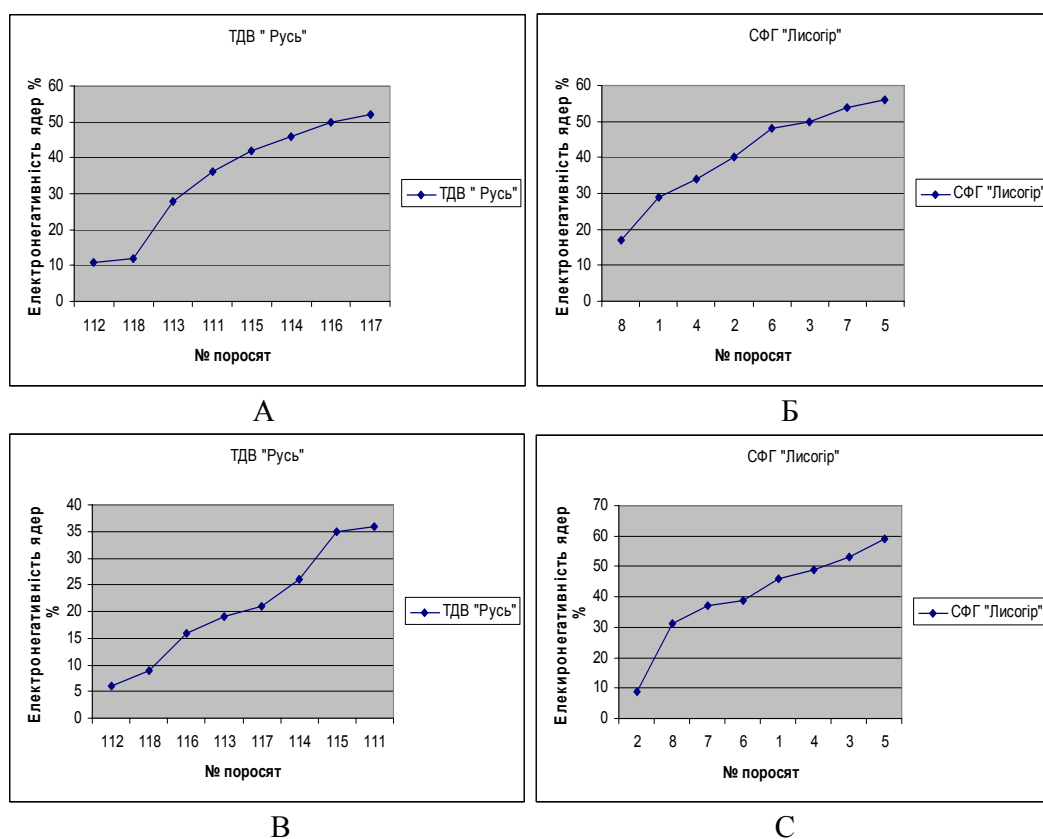 ТДВ " Русь"
Електронегативність ядер %
60
50
40
30
20
10
0
112 118 113 111 115 114 116 117
№ поросят
ТДВ " Русь"
А
СФГ "Лисогір"
Електронегативність ядер %
60
50
40
30
20
10
0
8 1 4 2 6 3 7 5
№ поросят
СФГ "Лисогір"
Б
ТДВ "Русь"
Електронегативність ядер
%
40
35
30
25
20
15
10
5
0
112 118 116 113 117 114 115 111
№ поросят
ТДВ "Русь"
В
СФГ "Лисогір"
Елекиронегативність ядер
%
70
60
50
40
30
20
10
0
2 8 7 6 1 4 3 5
№ поросят
СФГ "Лисогір"
С